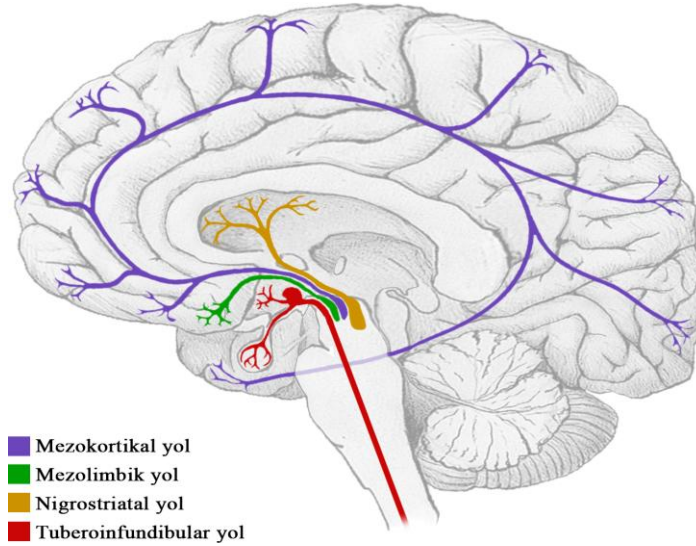 Mezokortikal yol
Mezolimbik yol
Nigrostriatal yol
Tuberoinfundibular yol